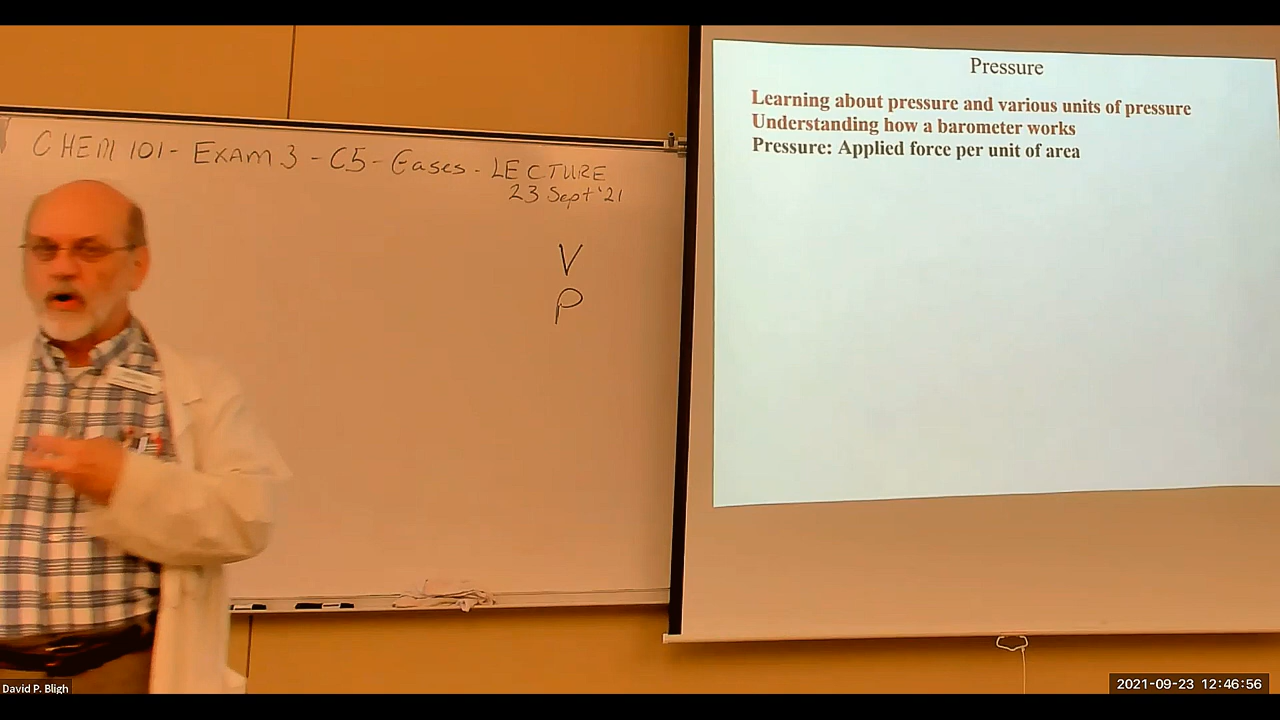 CHEM 101 - EXAM 3 - C5 - Gases - LECTURE
23 Sept '21
V
P
Pressure
Learning about pressure and various units of pressure
Understanding how a barometer works
Pressure: Applied force per unit of area
David P. Bligh
2021-09-23 12:46:56